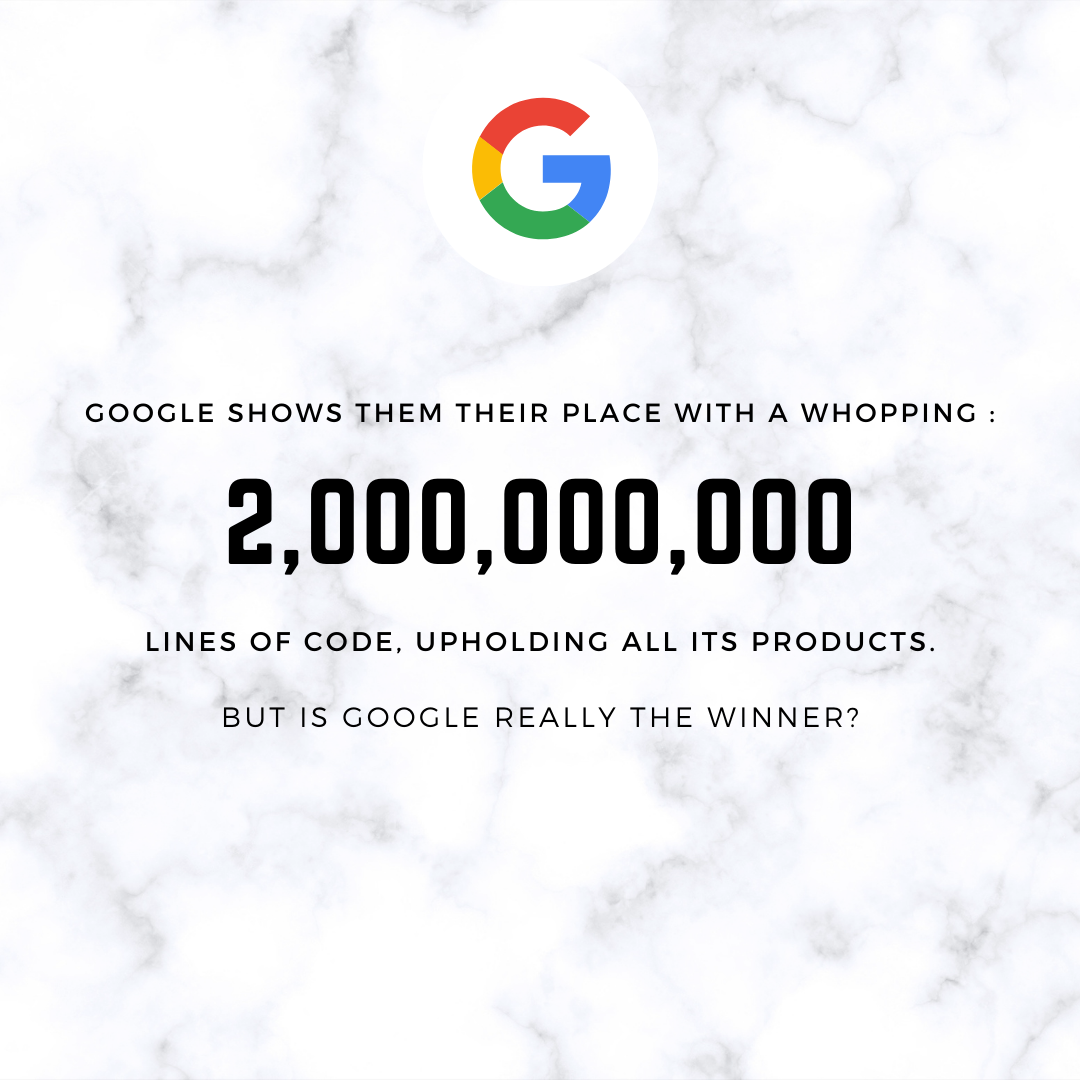 GOOGLE SHOWS THEM THEIR PLACE WITH A WHOPPING :
2,000,000,000
LINES OF CODE, UPHOLDING ALL ITS PRODUCTS.
BUT IS GOOGLE REALLY THE WINNER?